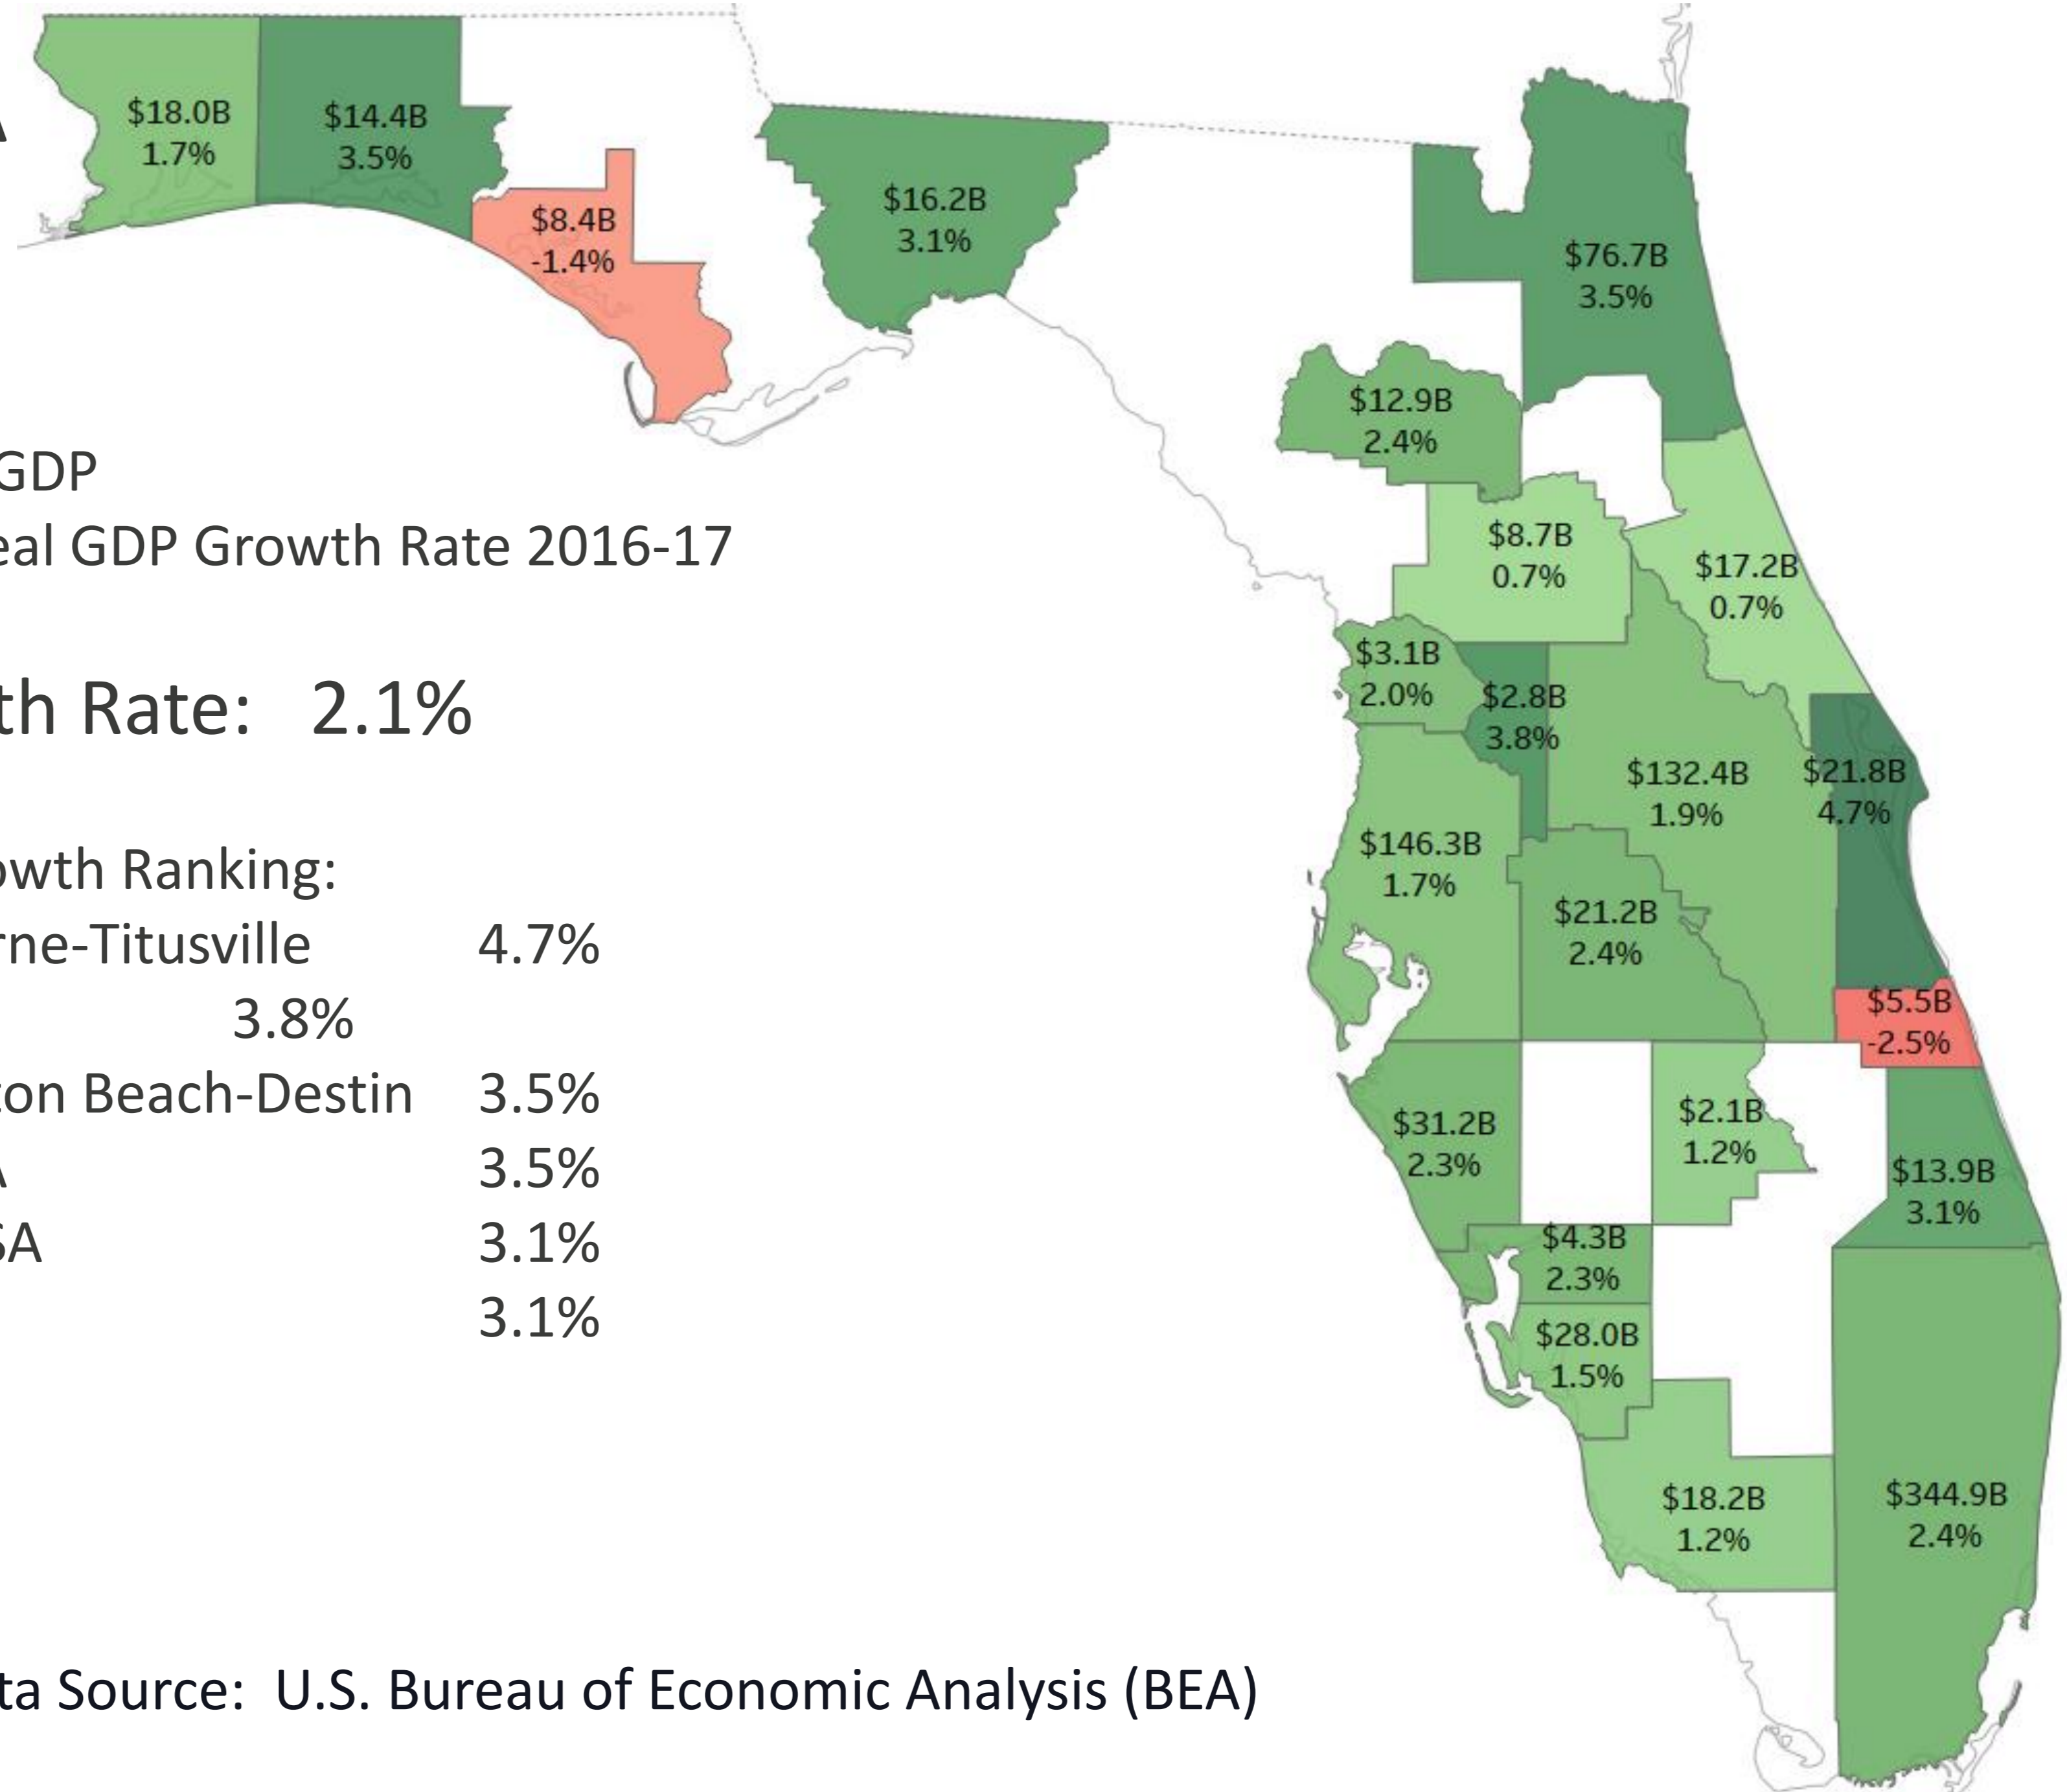 A
GDP
eal GDP Growth Rate 2016-17
th Rate: 2.1%
owth Ranking:
rne-Titusville 4.7%
3.8%
ton Beach-Destin 3.5%
A 3.5%
SA 3.1%
3.1%
ta Source: U.S. Bureau of Economic Analysis (BEA)
$18.0B
1.7%
$14.4B
3.5%
$8.4B
-1.4%
$16.2B
3.1%
$76.7B
3.5%
$12.9B
2.4%
$8.7B
0.7%
$17.2B
0.7%
$3.1B
2.0%
$2.8B
3.8%
$132.4B
1.9%
$21.8B
4.7%
$146.3B
1.7%
$21.2B
2.4%
$5.5B
-2.5%
$31.2B
2.3%
$2.1B
1.2%
$13.9B
3.1%
$4.3B
2.3%
$28.0B
1.5%
$18.2B
1.2%
$344.9B
2.4%